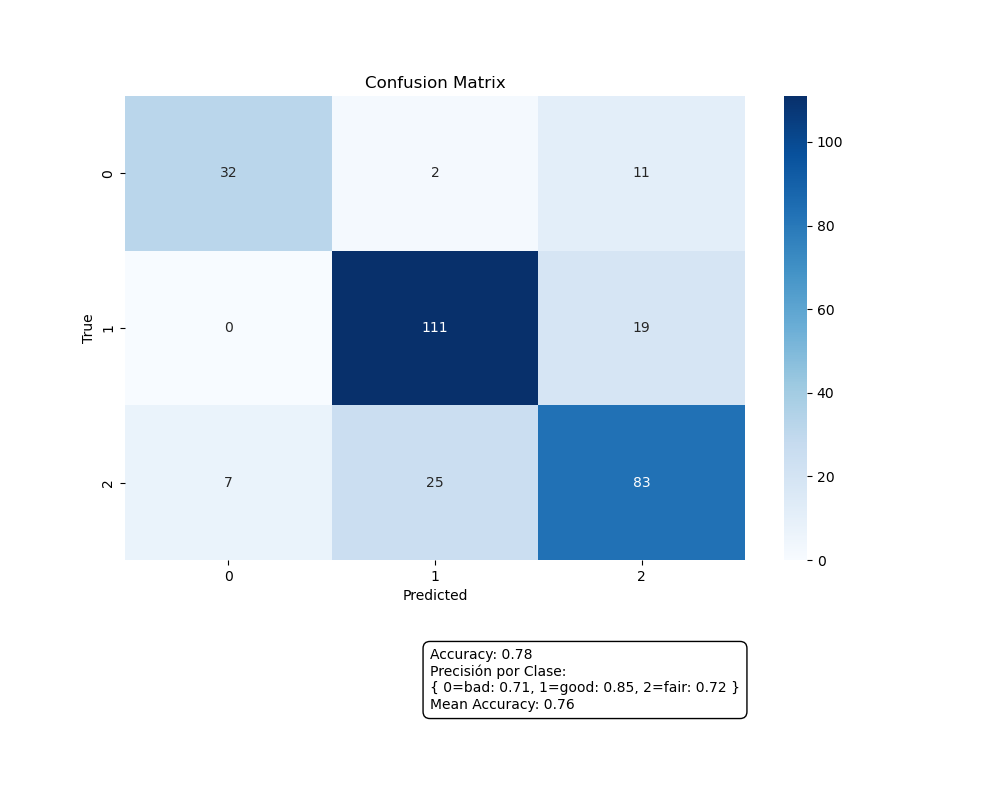 Confusion Matrix
32 2 11
0 111 19
7 25 83
0
1
2
True
0 1 2
Predicted
100
80
60
40
20
0
Accuracy: 0.78
Precisión por Clase:
{ 0=bad: 0.71, 1=good: 0.85, 2=fair: 0.72 }
Mean Accuracy: 0.76